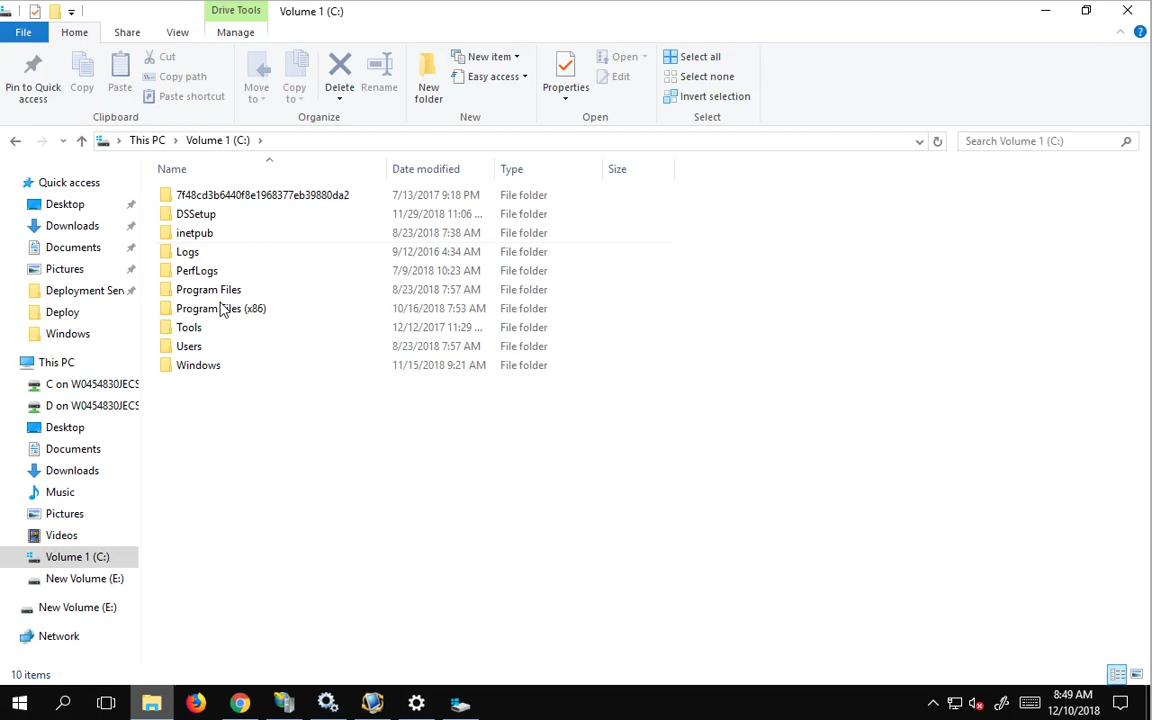 Drive Tools
Volume 1 (C:)
File
Home
Share
View
Manage
Pin to Quick access
Copy
Paste
Cut
Copy path
Paste shortcut
Clipboard
Move to
Copy to
Delete
Rename
Organize
New folder
New item
Easy access
New
Properties
Open
Edit
Open
Select all
Select none
Invert selection
Select
This PC
Volume 1 (C:)
Search Volume 1 (C:)
Name
Date modified
Type
Size
7f48cd3b6440f8e1968377eb39880da2 7/13/2017 9:18 PM File folder
DSSetup 11/29/2018 11:06 ... File folder
inetpub 8/23/2018 7:38 AM File folder
Logs 9/12/2016 4:34 AM File folder
PerfLogs 7/9/2018 10:23 AM File folder
Program Files 8/23/2018 7:57 AM File folder
Program Files (x86) 10/16/2018 7:53 AM File folder
Tools 12/12/2017 11:29 ... File folder
Users 8/23/2018 7:57 AM File folder
Windows 11/15/2018 9:21 AM File folder
Quick access
Desktop
Downloads
Documents
Pictures
Deployment Ser
Deploy
Windows
This PC
C on W0454830JECS
D on W0454830JECS
Desktop
Documents
Downloads
Music
Pictures
Videos
Volume 1 (C:)
New Volume (E:)
New Volume (E:)
Network
10 items
8:49 AM
12/10/2018